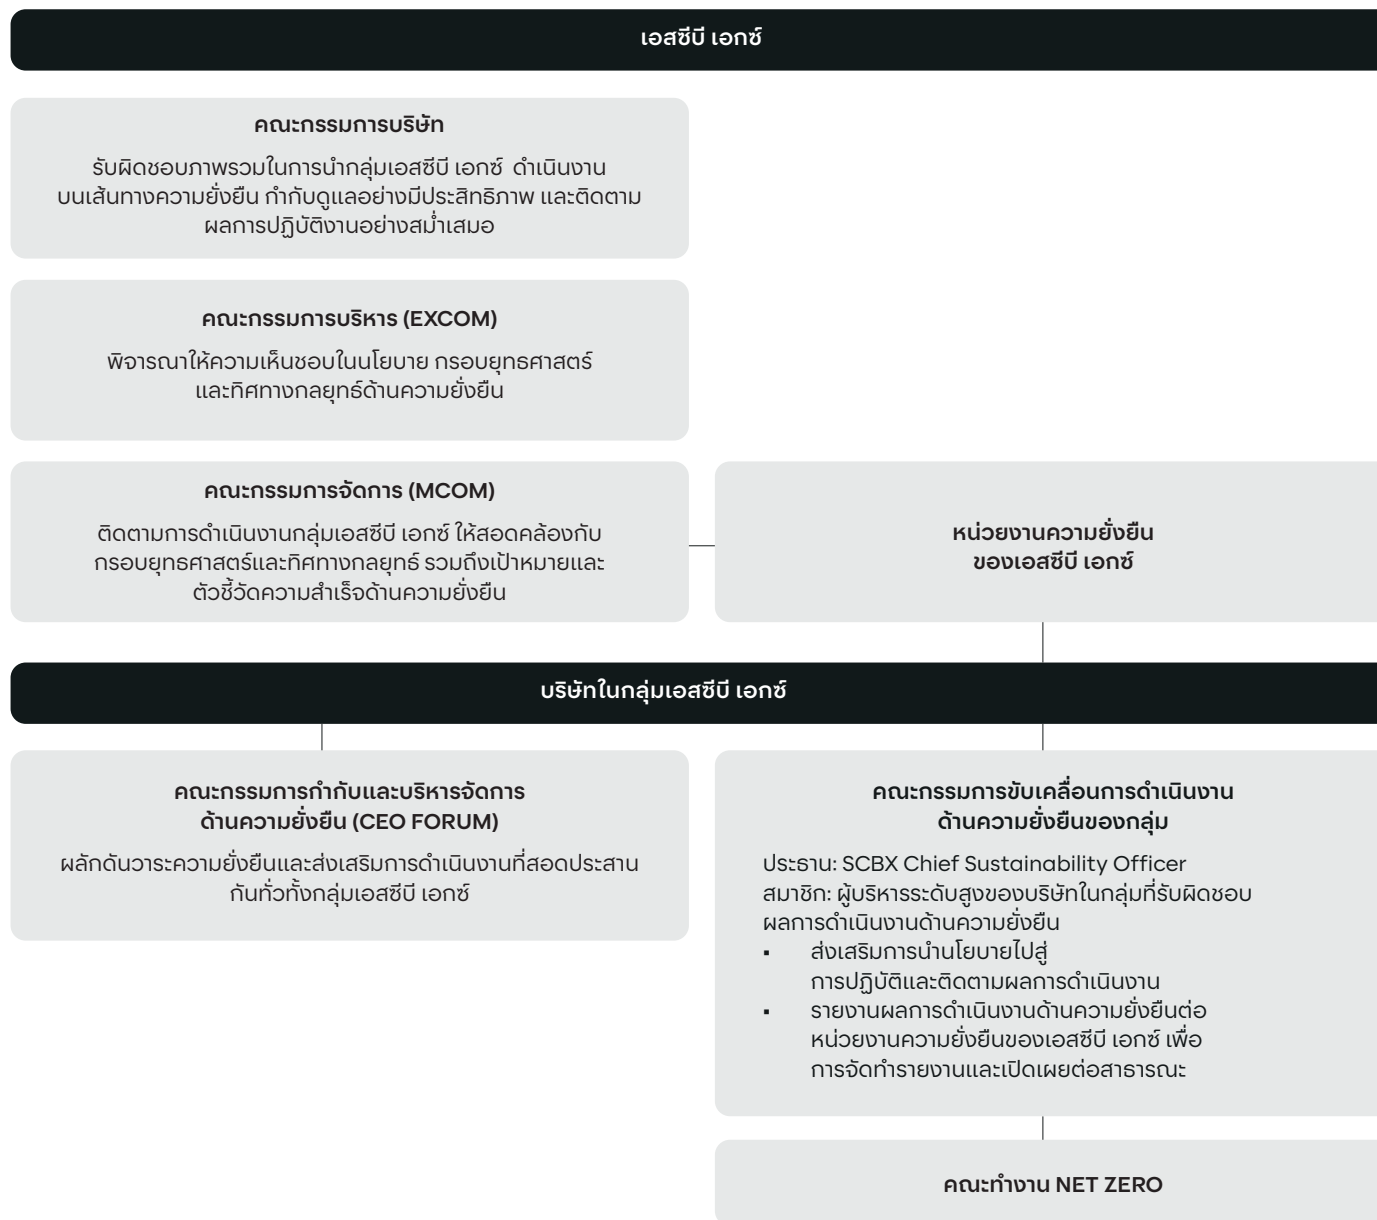 เอสซีบี เอกซ์
คณะกรรมการบริษัท
รับผิดชอบภาพรวมในการนำกลุ่มเอสซีบี เอกซ์ ดำเนินงาน
บนเส้นทางความยั่งยืน กำกับดูแลอย่างมีประสิทธิภาพ และติดตาม
ผลการปฏิบัติงานอย่างสม่ำเสมอ
คณะกรรมการบริหาร (EXCOM)
พิจารณาให้ความเห็นชอบในนโยบาย กรอบยุทธศาสตร์
และทิศทางกลยุทธ์ด้านความยั่งยืน
คณะกรรมการจัดการ (MCOM)
ติดตามการดำเนินงานกลุ่มเอสซีบี เอกซ์ ให้สอดคล้องกับ
กรอบยุทธศาสตร์และทิศทางกลยุทธ์ รวมถึงเป้าหมายและ
ตัวชี้วัดความสำเร็จด้านความยั่งยืน
หน่วยงานความยั่งยืน
ของเอสซีบี เอกซ์
บริษัทในกลุ่มเอสซีบี เอกซ์
คณะกรรมการกำกับและบริหารจัดการ
ด้านความยั่งยืน (CEO FORUM)
ผลักดันวาระความยั่งยืนและส่งเสริมการดำเนินงานที่สอดประสาน
กันทั่วทั้งกลุ่มเอสซีบี เอกซ์
คณะกรรมการขับเคลื่อนการดำเนินงาน
ด้านความยั่งยืนของกลุ่ม
ประธาน: SCBX Chief Sustainability Officer
สมาชิก: ผู้บริหารระดับสูงของบริษัทในกลุ่มที่รับผิดชอบ
ผลการดำเนินงานด้านความยั่งยืน
▪ ส่งเสริมการนำนโยบายไปสู่
การปฏิบัติและติดตามผลการดำเนินงาน
▪ รายงานผลการดำเนินงานด้านความยั่งยืนต่อ
หน่วยงานความยั่งยืนของเอสซีบี เอกซ์ เพื่อ
การจัดทำรายงานและเปิดเผยต่อสาธารณะ
คณะทำงาน NET ZERO